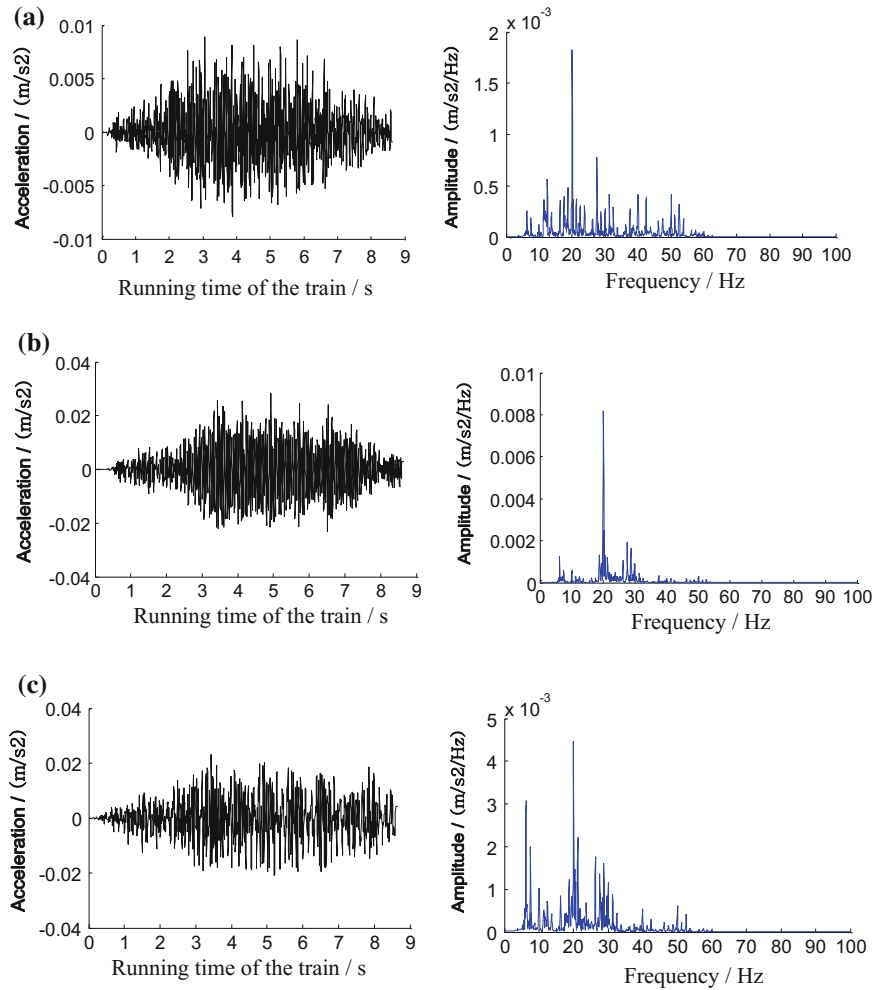 (a)
Acceleration / (m/s2)
0.01
0.005
0
-0.005
-0.01
0 1 2 3 4 5 6 7 8 9
Running time of the train / s
x 10⁻³
Amplitude / (m/s2/Hz)
2
1.5
1
0.5
0
0 10 20 30 40 50 60 70 80 90 100
Frequency / Hz
(b)
Acceleration / (m/s2)
0.04
0.02
0
-0.02
-0.04
0 1 2 3 4 5 6 7 8 9
Running time of the train / s
Amplitude / (m/s2/Hz)
0.01
0.008
0.006
0.004
0.002
0
0 10 20 30 40 50 60 70 80 90 100
Frequency / Hz
(c)
Acceleration / (m/s2)
0.04
0.02
0
-0.02
-0.04
0 1 2 3 4 5 6 7 8 9
Running time of the train / s
x 10⁻³
Amplitude / (m/s2/Hz)
5
4
3
2
1
0
0 10 20 30 40 50 60 70 80 90 100
Frequency / Hz